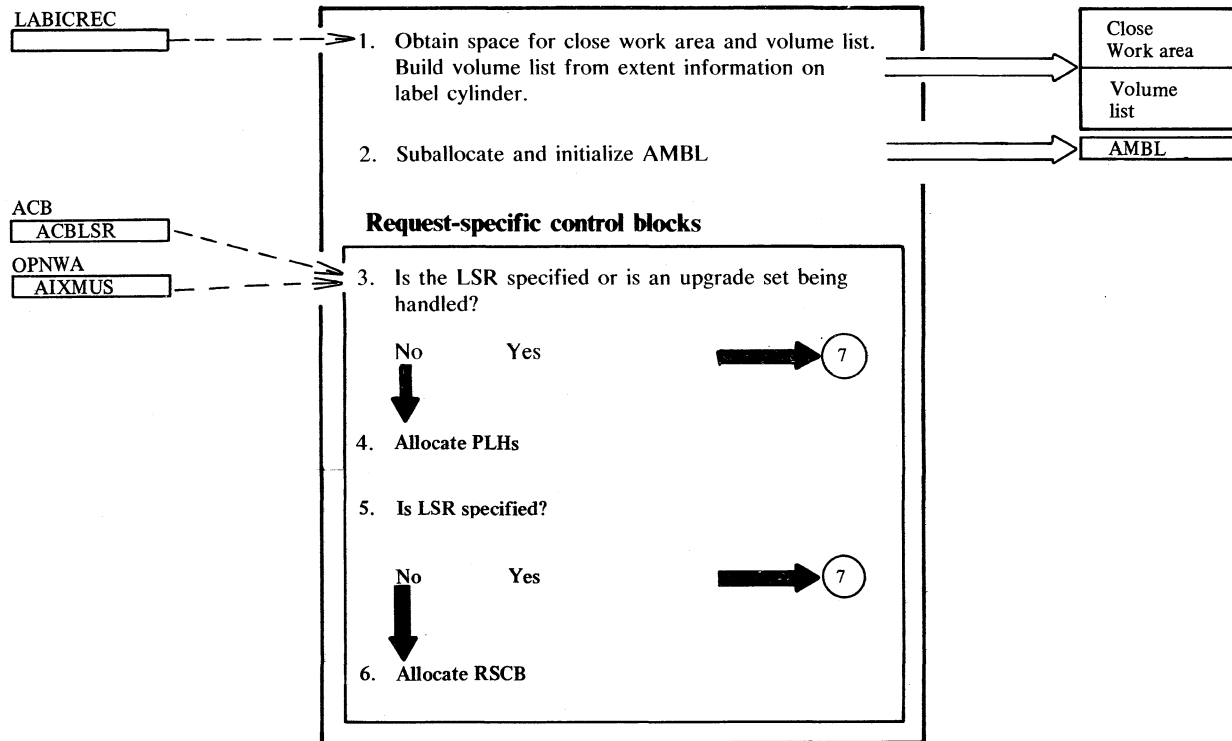 LABICREC
1. Obtain space for close work area and volume list.
Build volume list from extent information on
label cylinder.
Close
Work area
Volume
list
2. Suballocate and initialize AMBL
AMBL
ACB
ACBLSR
OPNWA
AIXMUS
Request-specific control blocks
3. Is the LSR specified or is an upgrade set being
handled?
No Yes 7
4. Allocate PLHs
5. Is LSR specified?
No Yes 7
6. Allocate RSCB